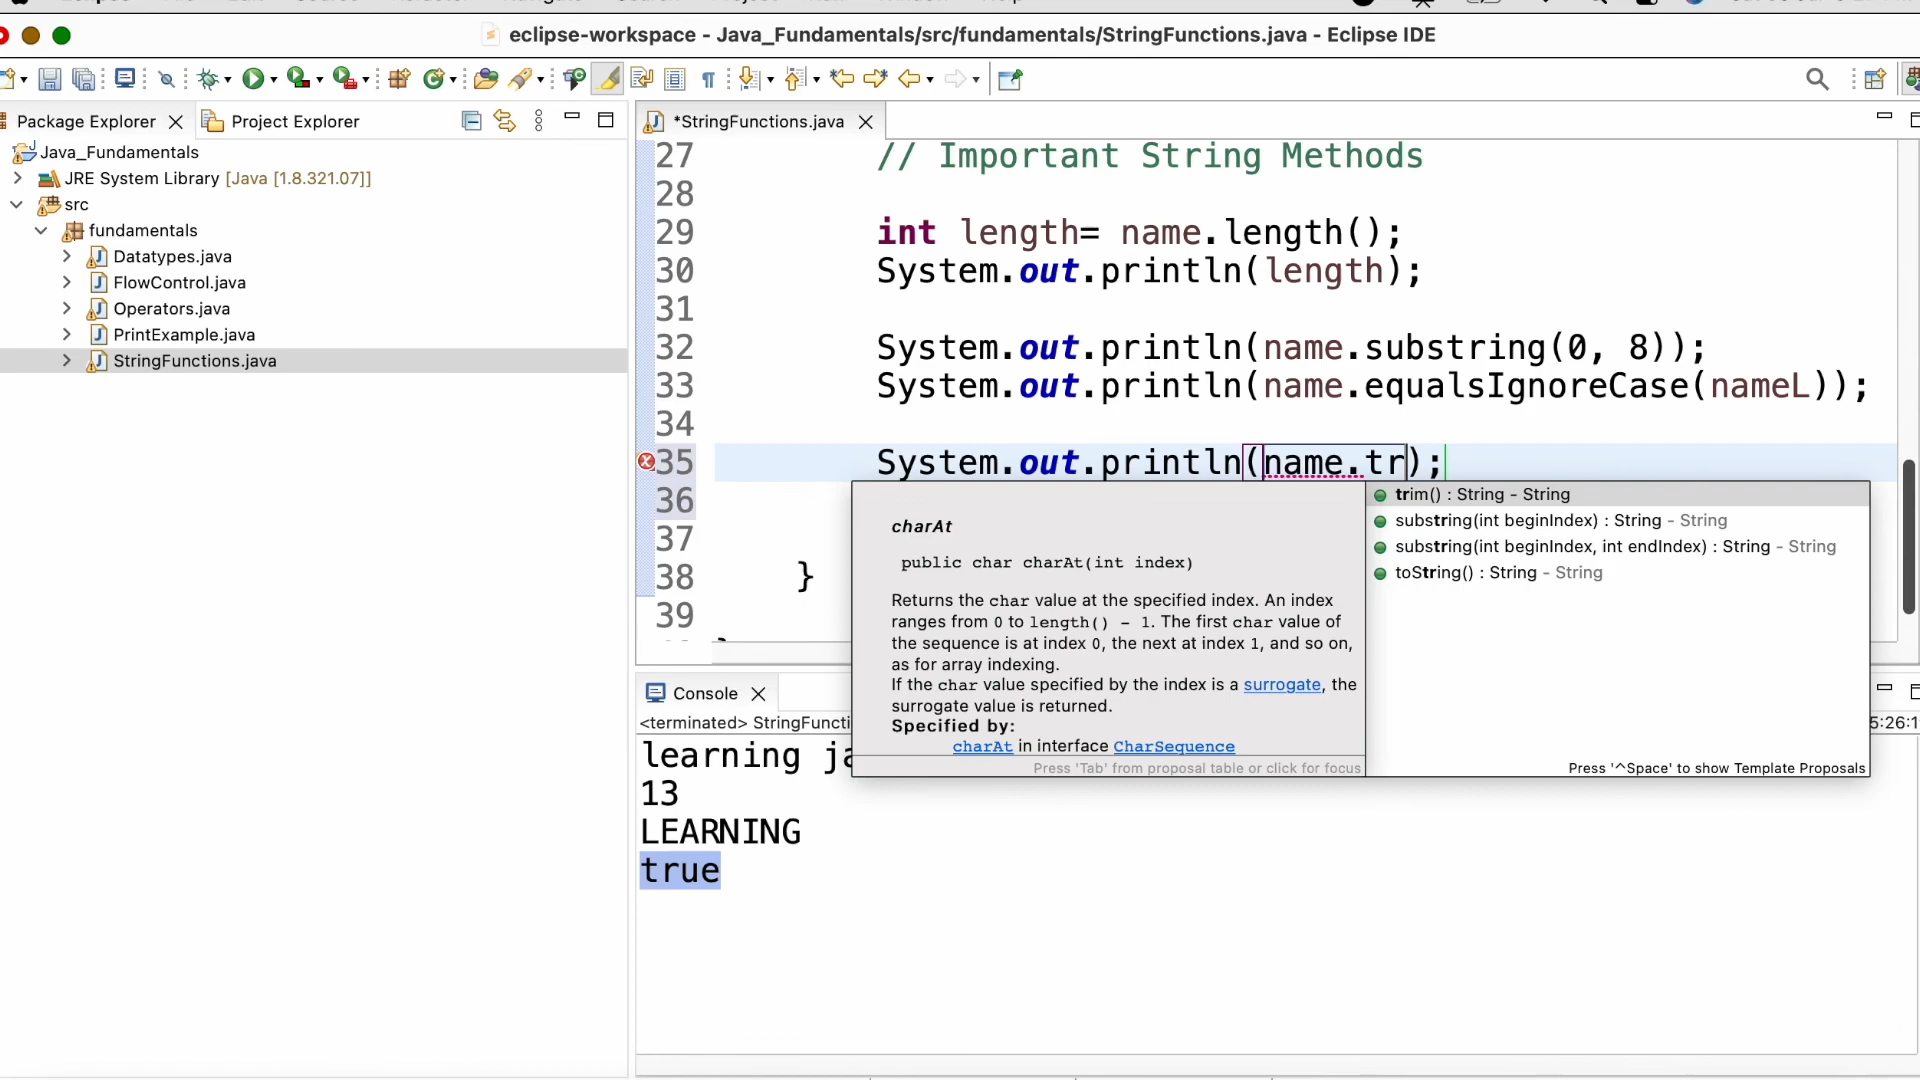 eclipse-workspace - Java_Fundamentals/src/fundamentals/StringFunctions.java - Eclipse IDE
Package Explorer
Project Explorer
Java_Fundamentals
JRE System Library [Java [1.8.321.07]]
src
fundamentals
Datatypes.java
FlowControl.java
Operators.java
PrintExample.java
StringFunctions.java
*StringFunctions.java
27 // Important String Methods
28
29 int length= name.length();
30 System.out.println(length);
31
32 System.out.println(name.substring(0, 8));
33 System.out.println(name.equalsIgnoreCase(nameL));
34
35 System.out.println(name.tr);
36
37
38 }
39
charAt
public char charAt(int index)
Returns the char value at the specified index. An index
ranges from 0 to length() - 1. The first char value of
the sequence is at index 0, the next at index 1, and so on,
as for array indexing.
If the char value specified by the index is a surrogate, the
surrogate value is returned.
Specified by:
charAt in interface CharSequence
Press 'Tab' from proposal table or click for focus
trim() : String - String
substring(int beginIndex) : String - String
substring(int beginIndex, int endIndex) : String - String
toString() : String - String
Press '^Space' to show Template Proposals
Console
<terminated> StringFuncti
5:26:1
learning ja
13
LEARNING
true